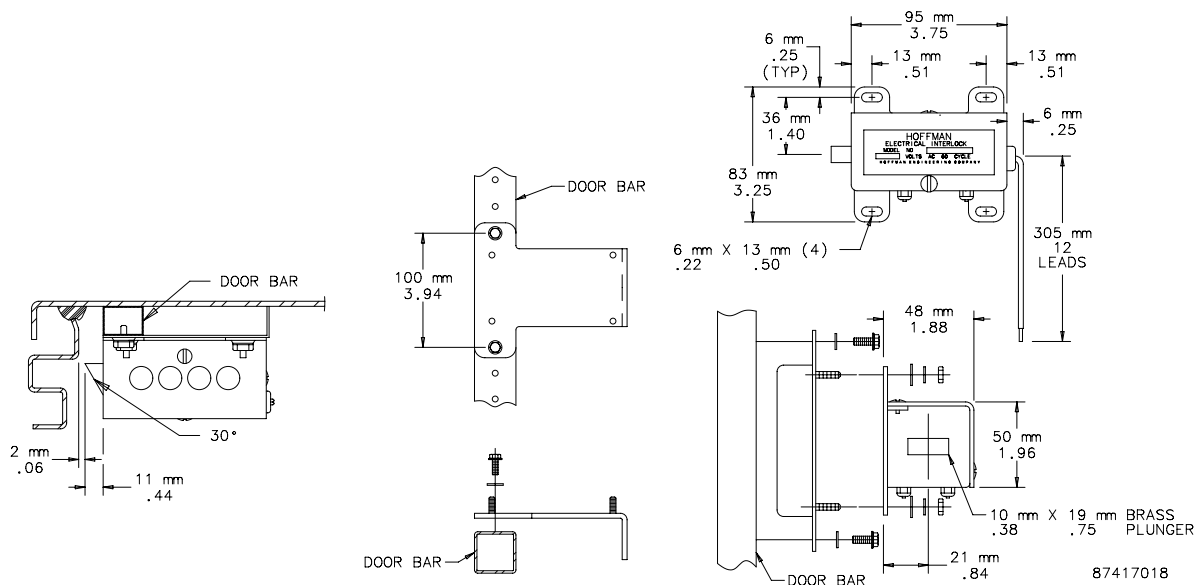 95 mm
3.75
6 mm
.25
(TYP)
13 mm
.51
13 mm
.51
36 mm
1.40
6 mm
.25
HOFFMAN
ELECTRICAL INTERLOCK
MODEL NO
VOLTS AC 60 CYCLE
HOFFMAN ENGINEERING COMPANY
83 mm
3.25
305 mm
12
LEADS
6 mm X 13 mm (4)
.22 .50
DOOR BAR
100 mm
3.94
DOOR BAR
30°
2 mm
.06
11 mm
.44
DOOR BAR
48 mm
1.88
50 mm
1.96
10 mm X 19 mm BRASS
.38 .75 PLUNGER
21 mm
.84
DOOR BAR
87417018